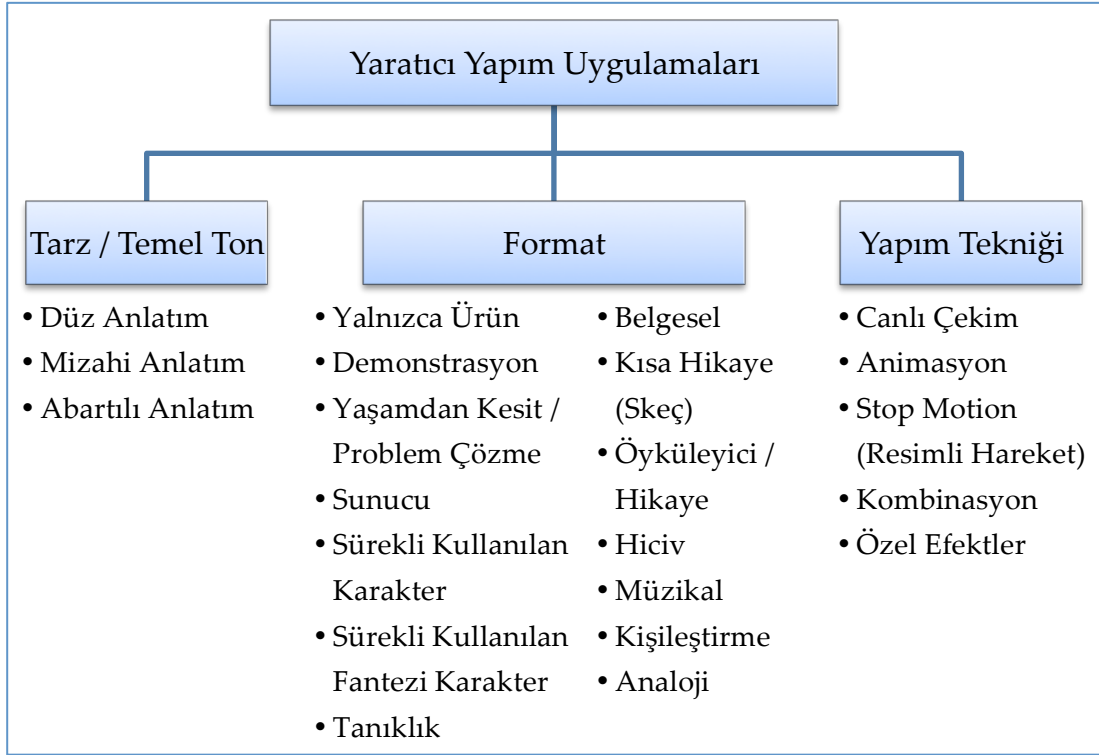 Yaratıcı Yapım Uygulamaları
Tarz / Temel Ton
• Düz Anlatım
• Mizahi Anlatım
• Abartılı Anlatım
Format
• Yalnızca Ürün
• Demonstrasyon
• Yaşamdan Kesit /
Problem Çözme
• Sunucu
• Sürekli Kullanılan
Karakter
• Sürekli Kullanılan
Fantezi Karakter
• Tanıklık
• Belgesel
• Kısa Hikaye
(Skeç)
• Öyküleyici /
Hikaye
• Hiciv
• Müzikal
• Kişileştirme
• Analoji
Yapım Tekniği
• Canlı Çekim
• Animasyon
• Stop Motion
(Resimli Hareket)
• Kombinasyon
• Özel Efektler